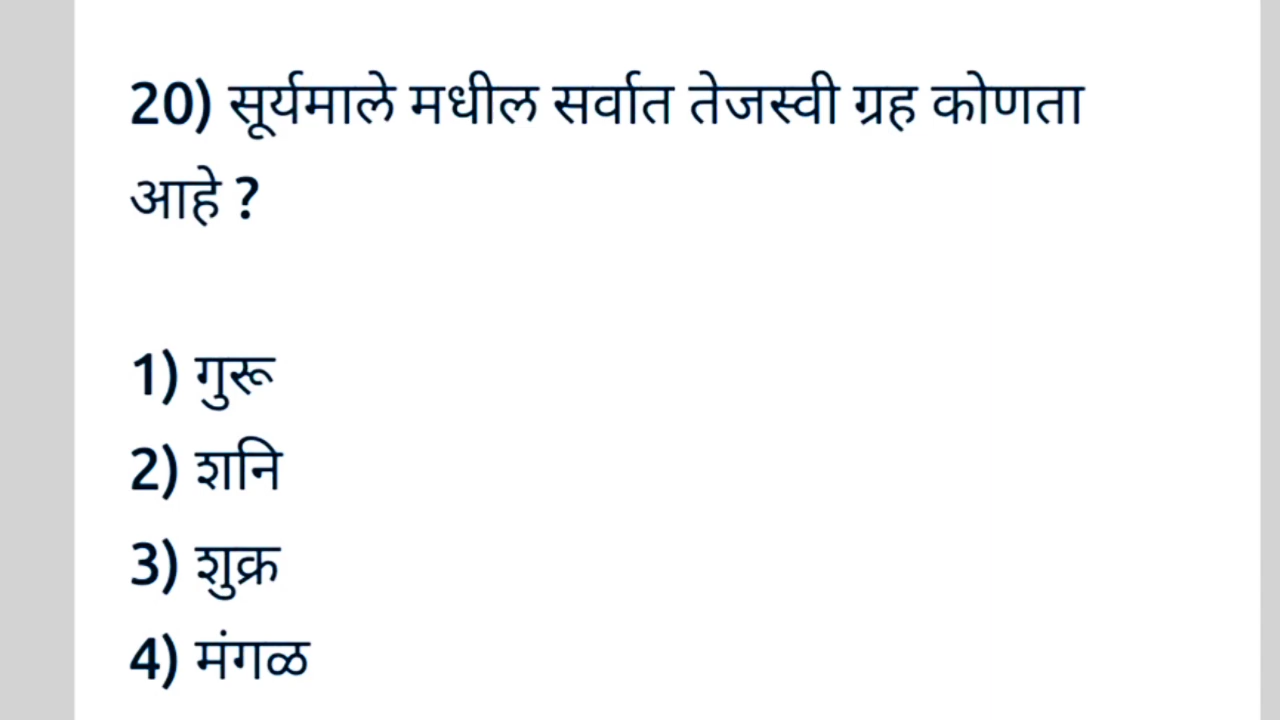 20) सूर्यमाले मधील सर्वात तेजस्वी ग्रह कोणता
आहे ?
1) गुरू
2) शनि
3) शुक्र
4) मंगळ